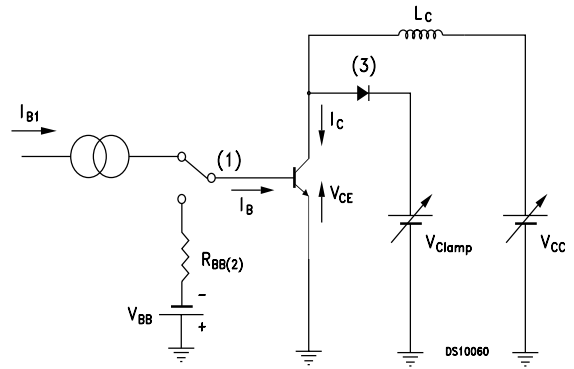 L_C
(3)
I_B1
(1)
I_C
I_B
V_CE
R_BB(2)
V_Clamp
V_CC
-
V_BB
+
DS10060